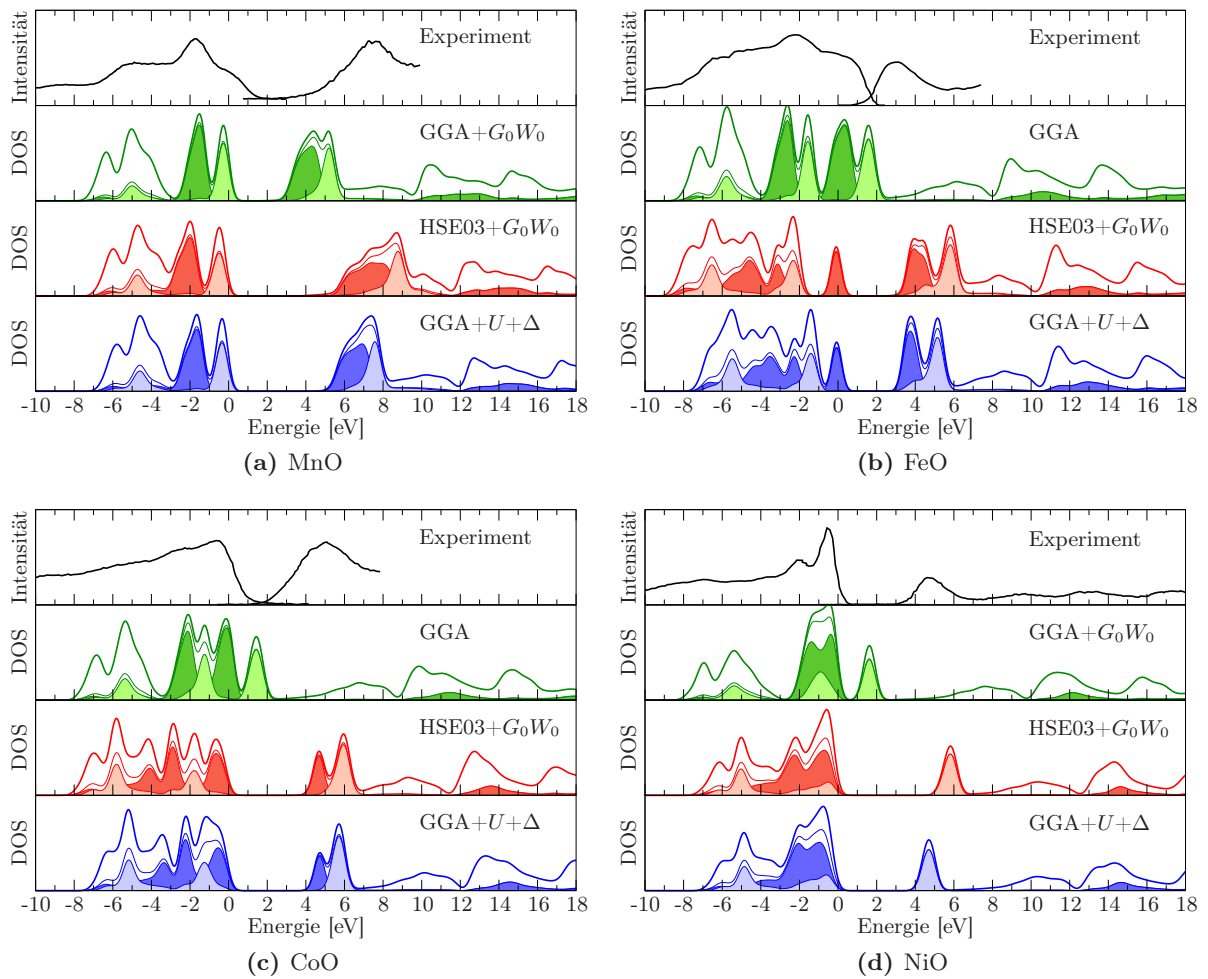 Intensität
Experiment
DOS
GGA+G₀W₀
DOS
HSE03+G₀W₀
DOS
GGA+U+Δ
-10 -8 -6 -4 -2 0 2 4 6 8 10 12 14 16 18
Energie [eV]
(a) MnO
Intensität
Experiment
DOS
GGA
DOS
HSE03+G₀W₀
DOS
GGA+U+Δ
-10 -8 -6 -4 -2 0 2 4 6 8 10 12 14 16 18
Energie [eV]
(b) FeO
Intensität
Experiment
DOS
GGA
DOS
HSE03+G₀W₀
DOS
GGA+U+Δ
-10 -8 -6 -4 -2 0 2 4 6 8 10 12 14 16 18
Energie [eV]
(c) CoO
Intensität
Experiment
DOS
GGA+G₀W₀
DOS
HSE03+G₀W₀
DOS
GGA+U+Δ
-10 -8 -6 -4 -2 0 2 4 6 8 10 12 14 16 18
Energie [eV]
(d) NiO